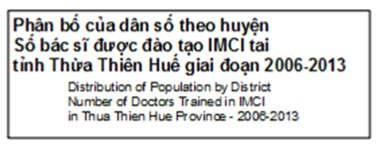 Phân bố của dân số theo huyện
Số bác sĩ được đào tạo IMCI tai
tỉnh Thừa Thiên Huế giai đoạn 2006-2013
Distribution of Population by District
Number of Doctors Trained in IMCI
in Thua Thien Hue Province - 2006-2013